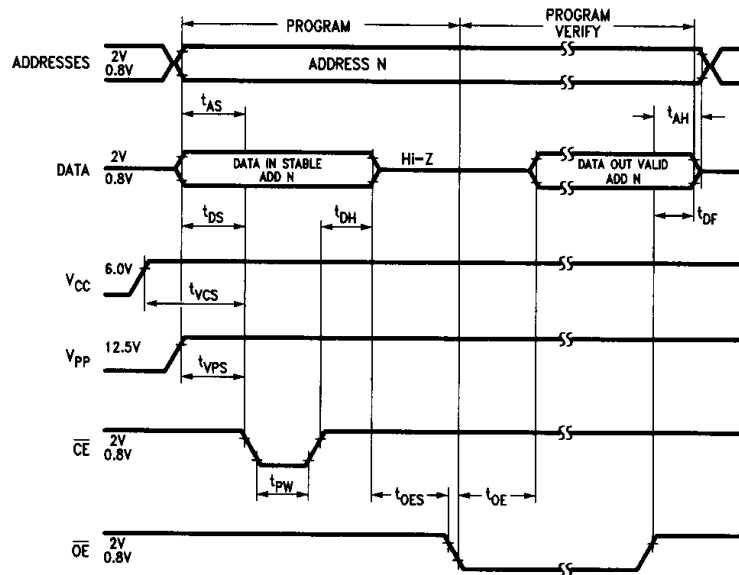 PROGRAM
PROGRAM
VERIFY
ADDRESSES
2V
0.8V
ADDRESS N
tAS
tAH
DATA
2V
0.8V
DATA IN STABLE
ADD N
Hi-Z
DATA OUT VALID
ADD N
tDS
tDH
tDF
VCC
6.0V
tVCS
VPP
12.5V
tVPS
CE
2V
0.8V
tPW
tOES
tOE
OE
2V
0.8V